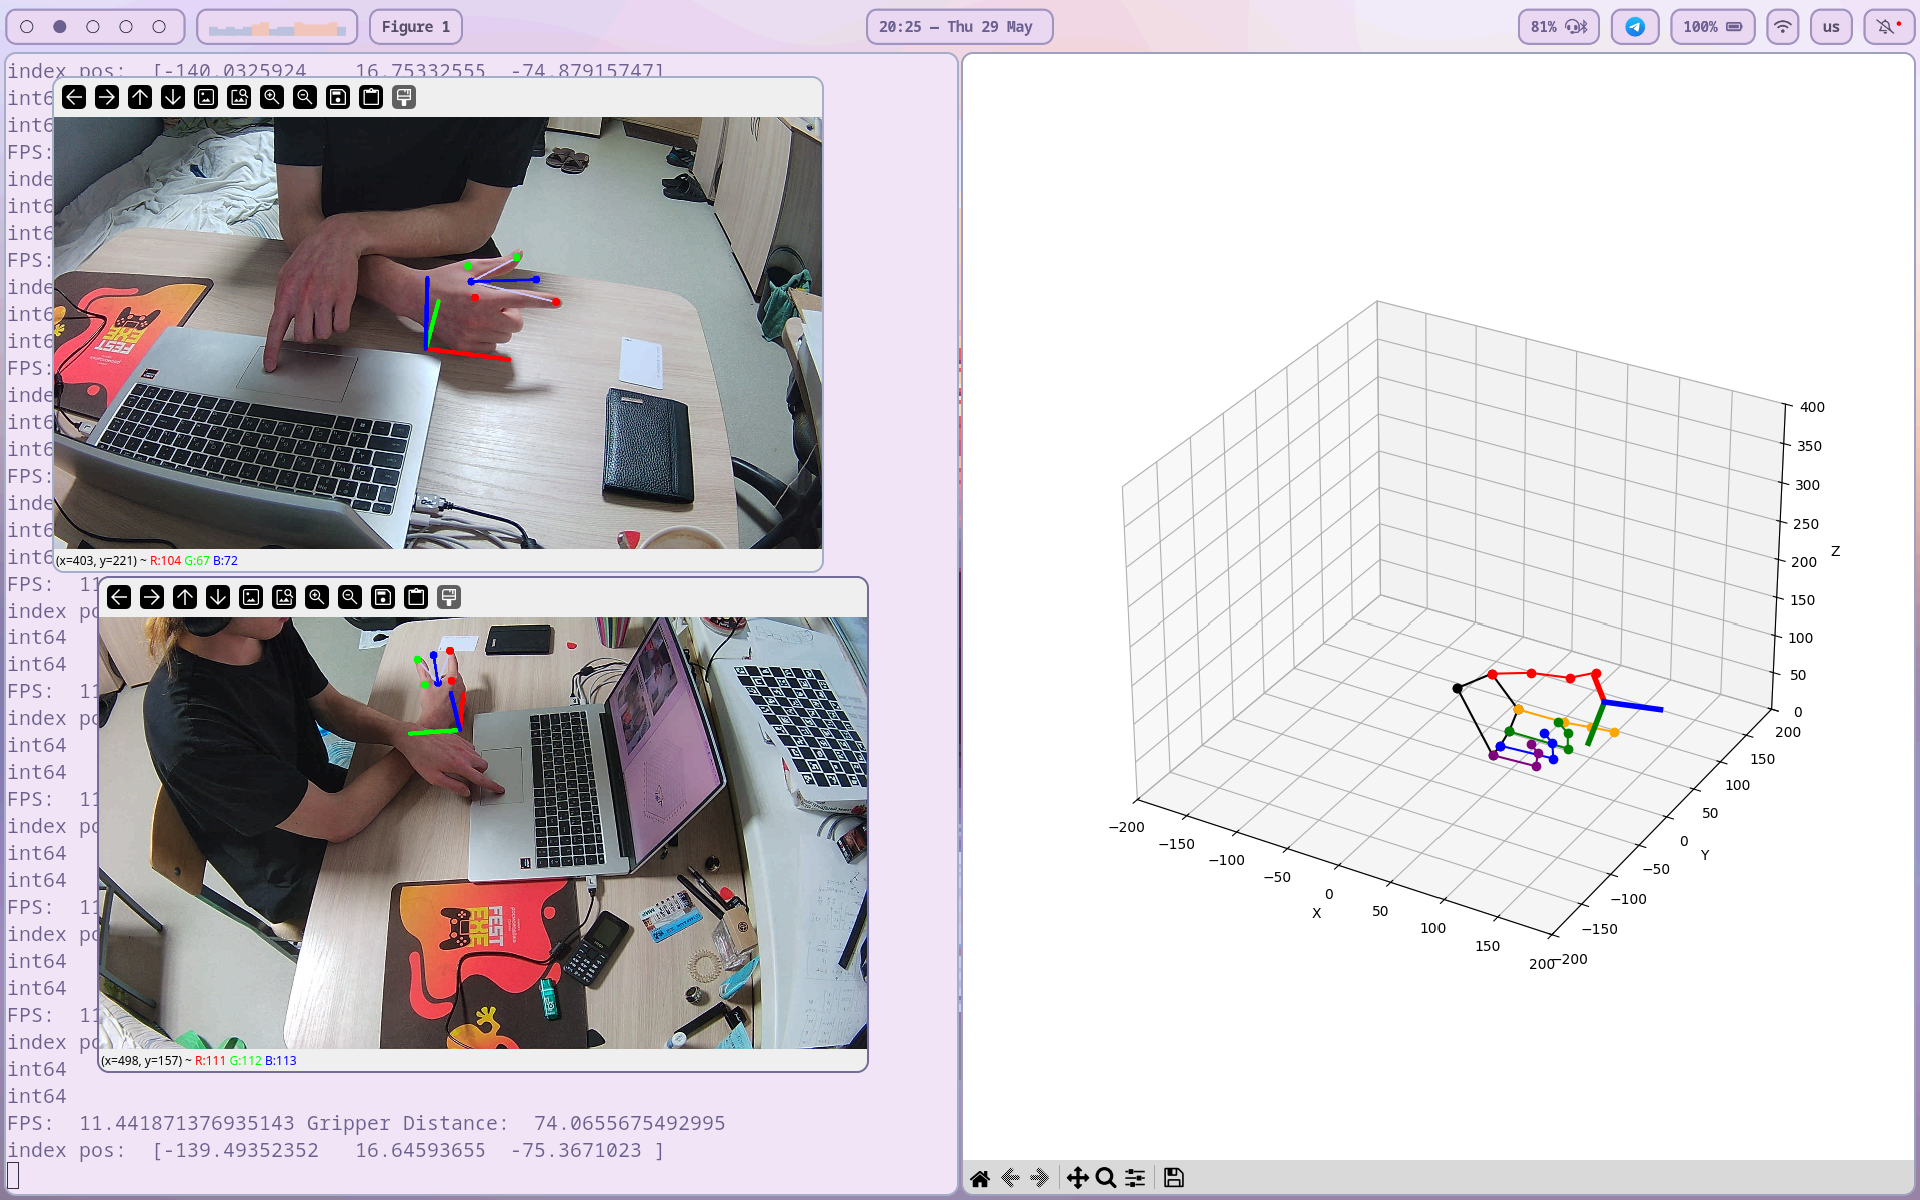 Figure 1
20:25 — Thu 29 May
81%
100%
us
index pos:  [-140.0325924    16.75332555  -74.87915747]
int6
int6
FPS:
inde
int6
int6
FPS:
inde
int6
int6
FPS:
inde
int6
int6
FPS:
inde
int6
int6
(x=403, y=221) ~ R:104 G:67 B:72
FPS:  11
index po
int64
int64
FPS:  11
index po
int64
int64
FPS:  11
index po
int64
int64
FPS:  11
index po
int64
int64
FPS:  11
index po
int64
int64
FEST
EXE
FEST
EXE
(x=498, y=157) ~ R:111 G:112 B:113
FPS:  11.441871376935143 Gripper Distance:  74.0655675492995
index pos:  [-139.49352352   16.64593655  -75.3671023 ]
400
350
300
250
200
150
100
50
0
Z
200
150
100
50
0
−50
−100
−150
−200
Y
−200
−150
−100
−50
0
50
100
150
200
X